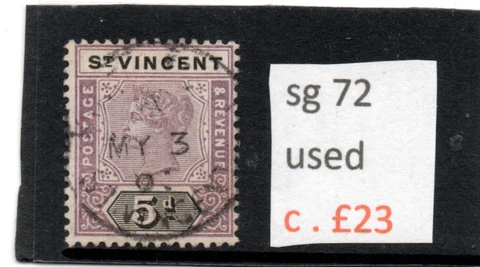 ST VINCENT
POSTAGE
& REVENUE
MY 3
5d
sg 72
used
c. £23